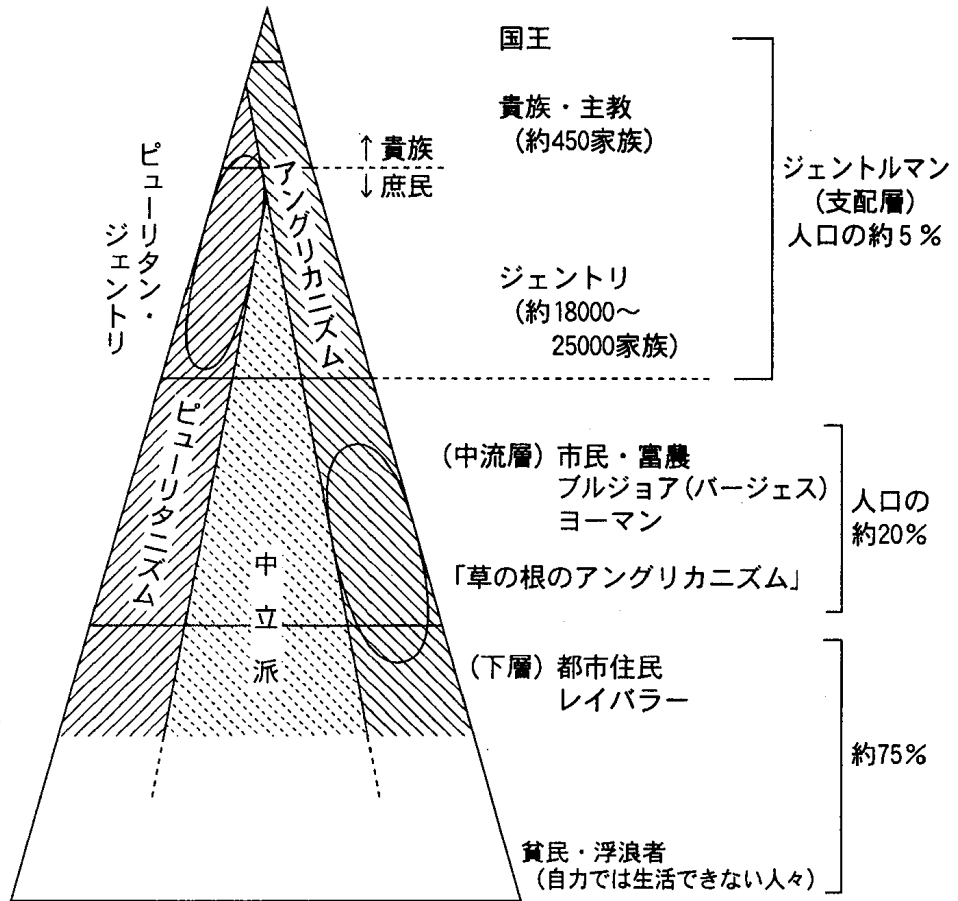 国王
貴族・主教
(約450家族)
↑貴族
↓庶民
ジェントルマン
(支配層)
人口の約5%
ピューリタン・
ジェントリ
アングリカニズム
ジェントリ
(約18000〜
25000家族)
ピューリタニズム
中立派
(中流層) 市民・富農
ブルジョア(バージェス)
ヨーマン
「草の根のアングリカニズム」
人口の
約20%
(下層) 都市住民
レイバラー
約75%
貧民・浮浪者
(自力では生活できない人々)